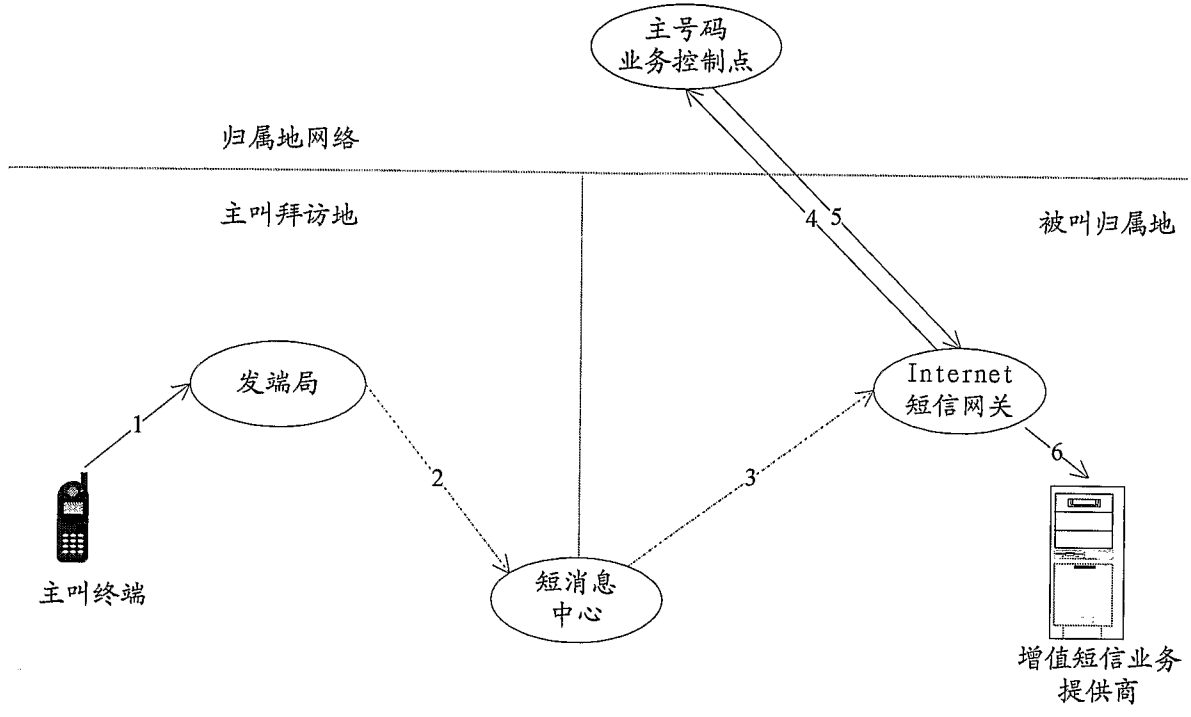 主号码
业务控制点
归属地网络
主叫拜访地
被叫归属地
4
5
发端局
Internet
短信网关
1
2
3
6
主叫终端
短消息
中心
增值短信业务
提供商